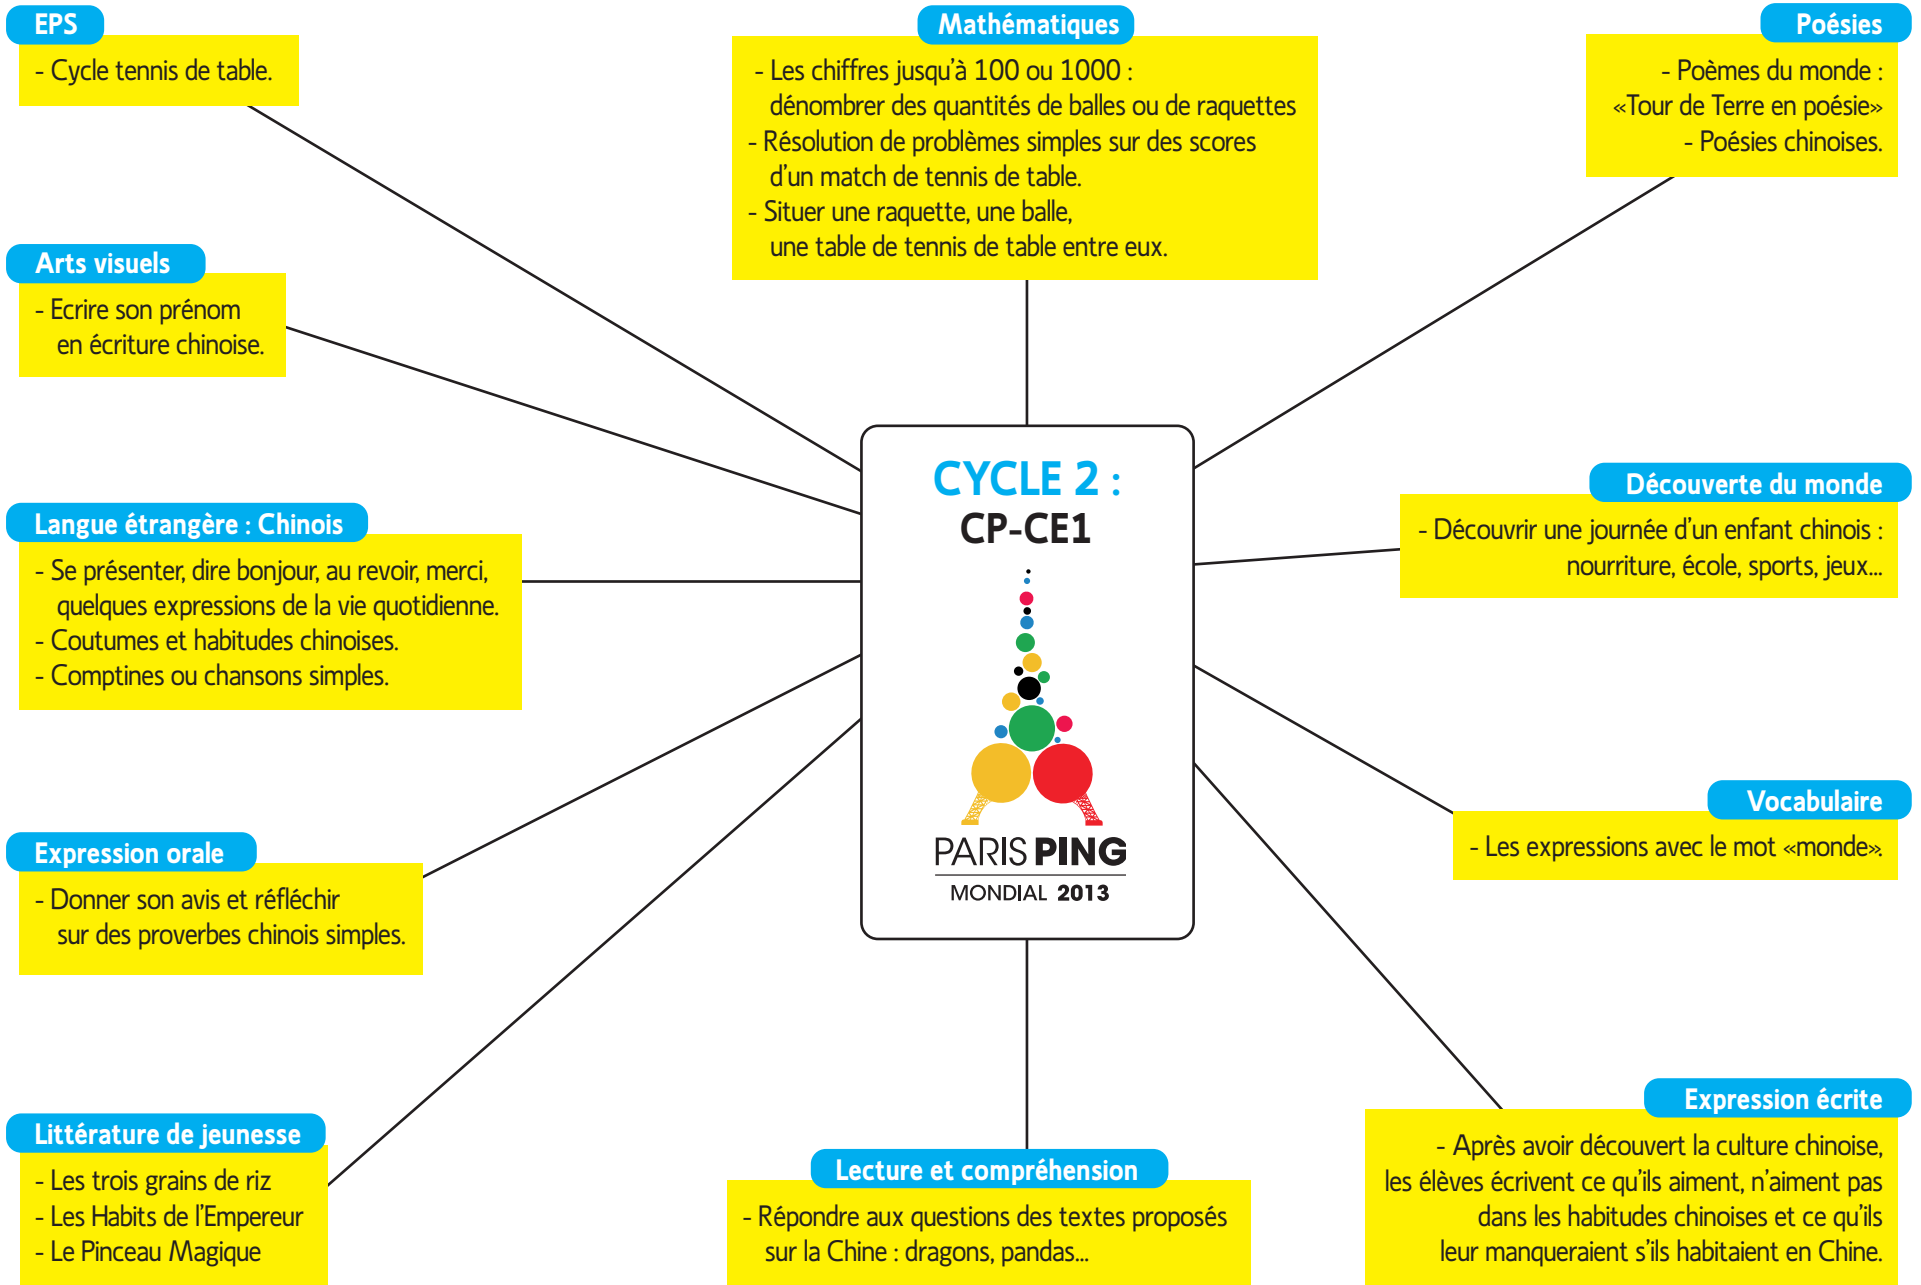 EPS
- Cycle tennis de table.
Mathématiques
- Les chiffres jusqu'à 100 ou 1000 :
dénombrer des quantités de balles ou de raquettes
- Résolution de problèmes simples sur des scores
d'un match de tennis de table.
- Situer une raquette, une balle,
une table de tennis de table entre eux.
Poésies
- Poèmes du monde :
«Tour de Terre en poésie»
- Poésies chinoises.
Arts visuels
- Ecrire son prénom
en écriture chinoise.
CYCLE 2 :
CP-CE1
PARIS PING
MONDIAL 2013
Découverte du monde
- Découvrir une journée d'un enfant chinois :
nourriture, école, sports, jeux...
Langue étrangère : Chinois
- Se présenter, dire bonjour, au revoir, merci,
quelques expressions de la vie quotidienne.
- Coutumes et habitudes chinoises.
- Comptines ou chansons simples.
Vocabulaire
- Les expressions avec le mot «monde».
Expression orale
- Donner son avis et réfléchir
sur des proverbes chinois simples.
Littérature de jeunesse
- Les trois grains de riz
- Les Habits de l'Empereur
- Le Pinceau Magique
Lecture et compréhension
- Répondre aux questions des textes proposés
sur la Chine : dragons, pandas...
Expression écrite
- Après avoir découvert la culture chinoise,
les élèves écrivent ce qu'ils aiment, n'aiment pas
dans les habitudes chinoises et ce qu'ils
leur manqueraient s'ils habitaient en Chine.